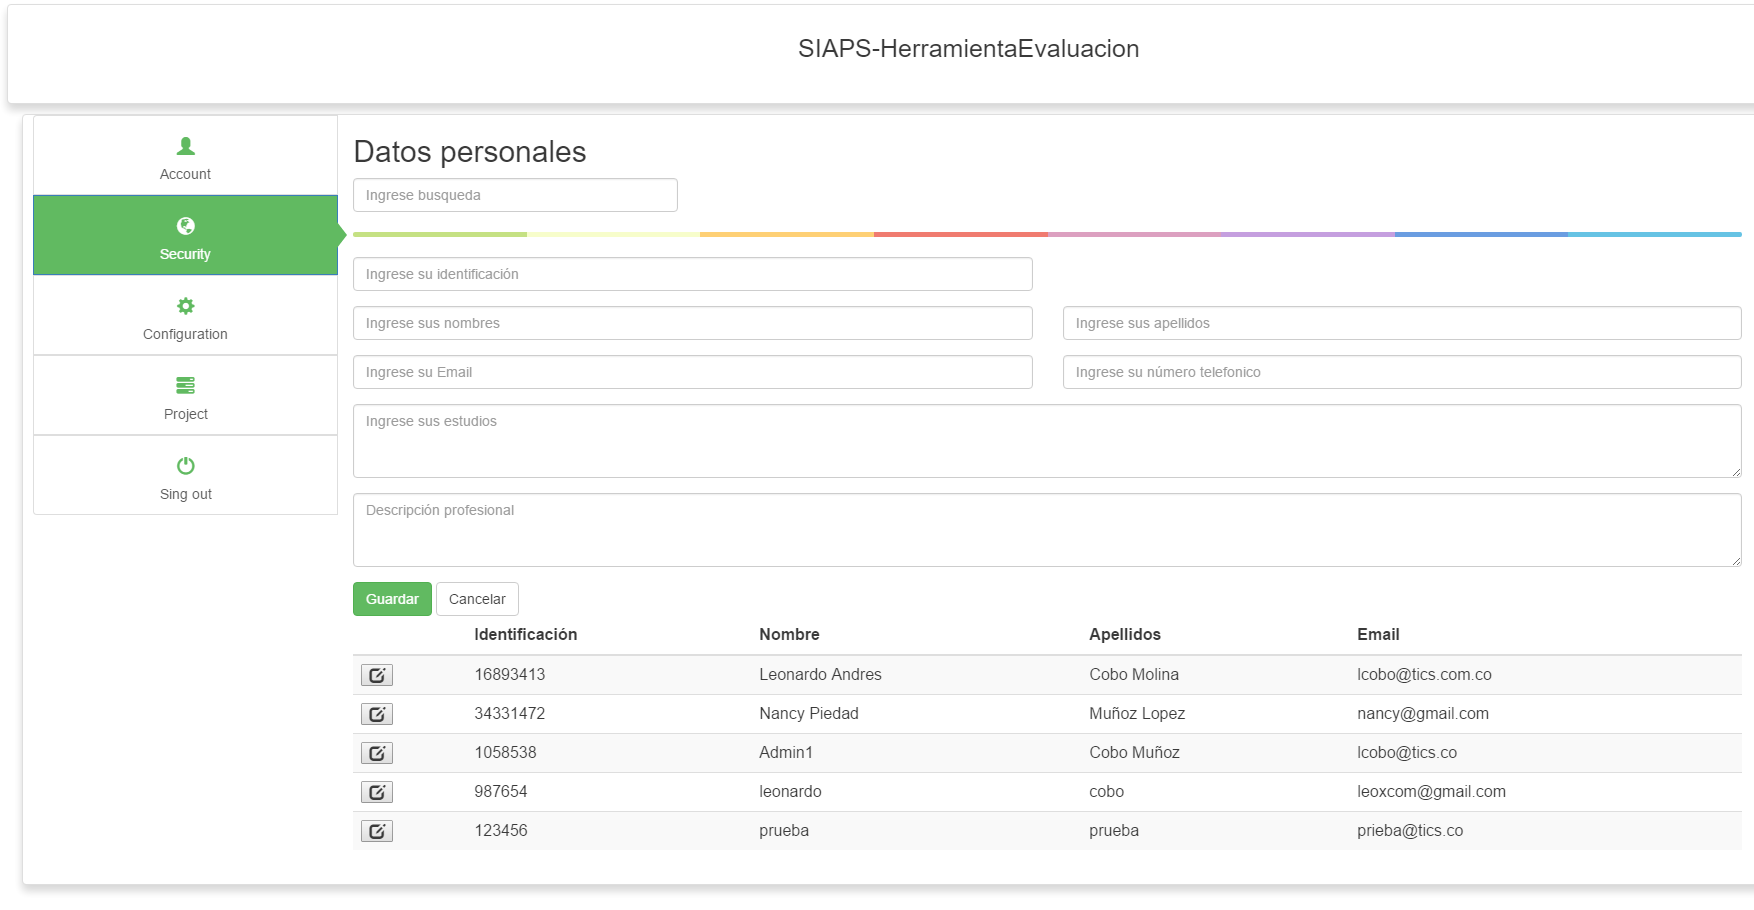 SIAPS-HerramientaEvaluacion
Account
Security
Configuration
Project
Sing out
Datos personales
Ingrese busqueda
Ingrese su identificación
Ingrese sus nombres Ingrese sus apellidos
Ingrese su Email Ingrese su número telefonico
Ingrese sus estudios
Descripción profesional
Guardar Cancelar
Identificación Nombre Apellidos Email
16893413 Leonardo Andres Cobo Molina lcobo@tics.com.co
34331472 Nancy Piedad Muñoz Lopez nancy@gmail.com
1058538 Admin1 Cobo Muñoz lcobo@tics.co
987654 leonardo cobo leoxcom@gmail.com
123456 prueba prueba prieba@tics.co